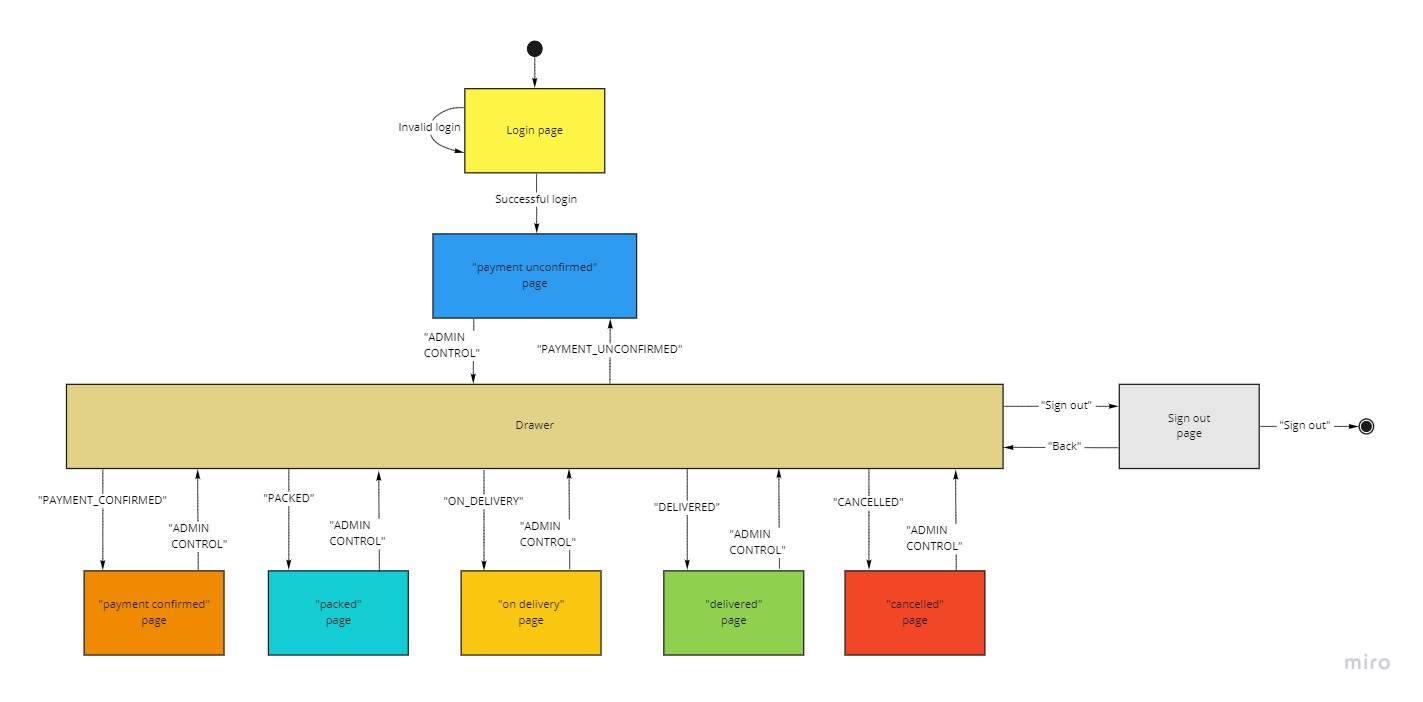 Invalid login
Login page
Successful login
"payment unconfirmed"
page
"ADMIN
CONTROL"
"PAYMENT_UNCONFIRMED"
Drawer
"Sign out"
"Back"
Sign out
page
"Sign out"
"PAYMENT_CONFIRMED"
"ADMIN
CONTROL"
"PACKED"
"ADMIN
CONTROL"
"ON_DELIVERY"
"ADMIN
CONTROL"
"DELIVERED"
"ADMIN
CONTROL"
"CANCELLED"
"ADMIN
CONTROL"
"payment confirmed"
page
"packed"
page
"on delivery"
page
"delivered"
page
"cancelled"
page
miro